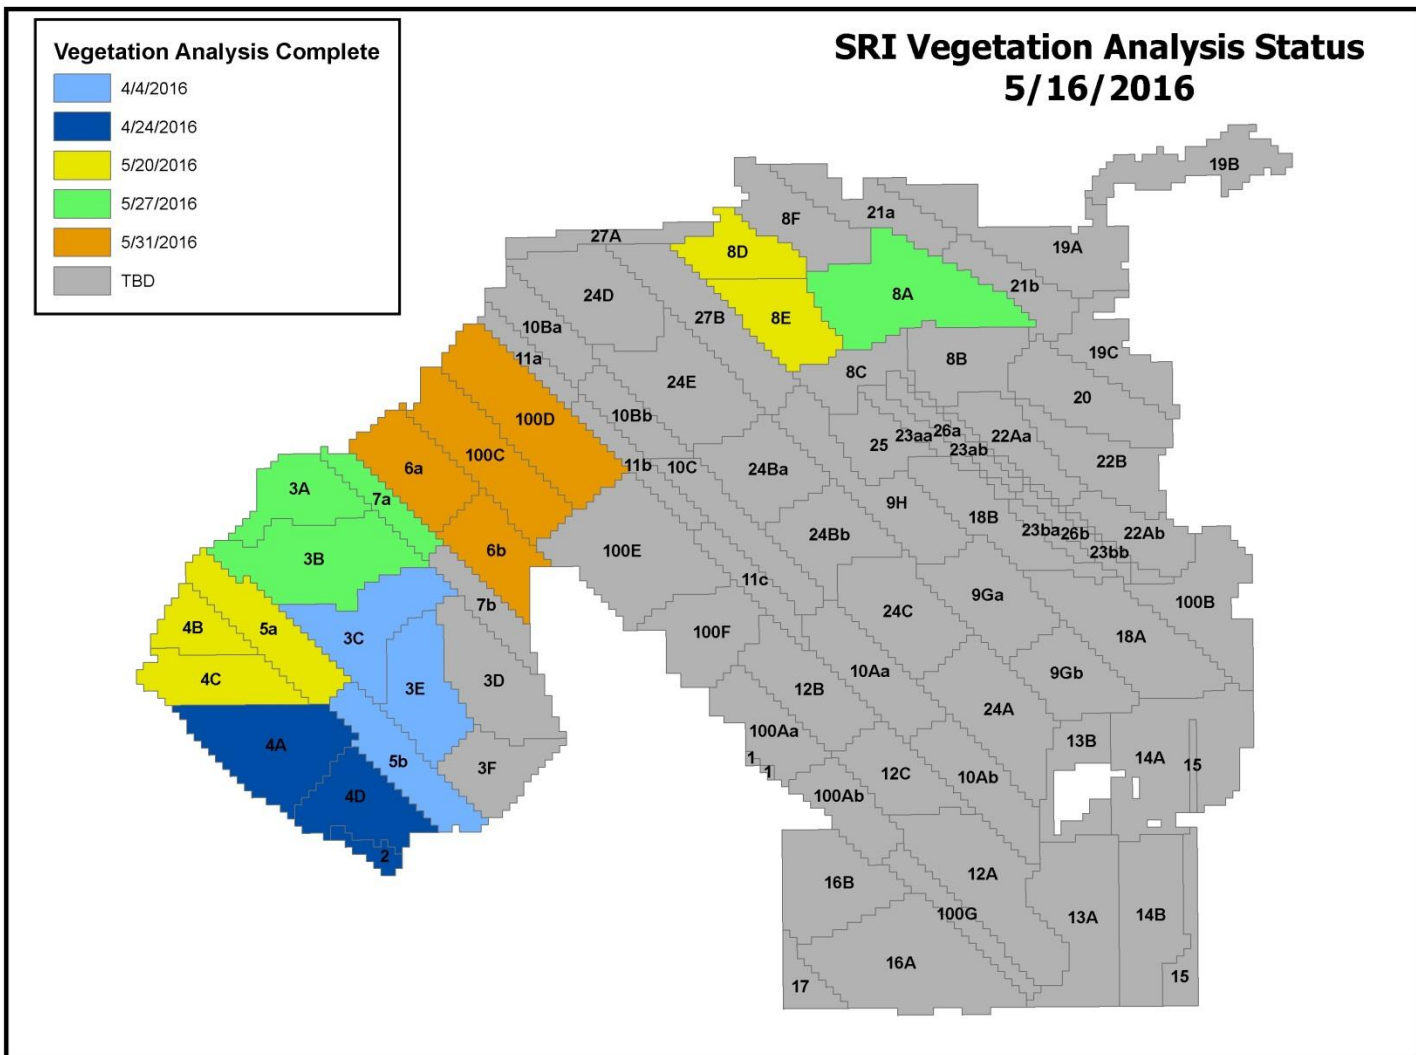 SRI Vegetation Analysis Status
5/16/2016
Vegetation Analysis Complete
4/4/2016
4/24/2016
5/20/2016
5/27/2016
5/31/2016
TBD
19B
8F
21a
27A
8D
19A
21b
8A
24D
8E
27B
10Ba
11a
8B
19C
8C
24E
20
100D
10Bb
26a
23aa
22Aa
25
23ab
100C
6a
11b
10C
24Ba
22B
3A
7a
9H
18B
24Bb
23ba
26b
22Ab
6b
100E
23bb
3B
11c
9Ga
100B
7b
24C
4B
5a
3C
100F
18A
10Aa
9Gb
4C
3D
3E
12B
24A
100Aa
13B
4A
1
14A
15
5b
3F
1
12C
10Ab
4D
100Ab
2
12A
16B
100G
13A
14B
16A
15
17